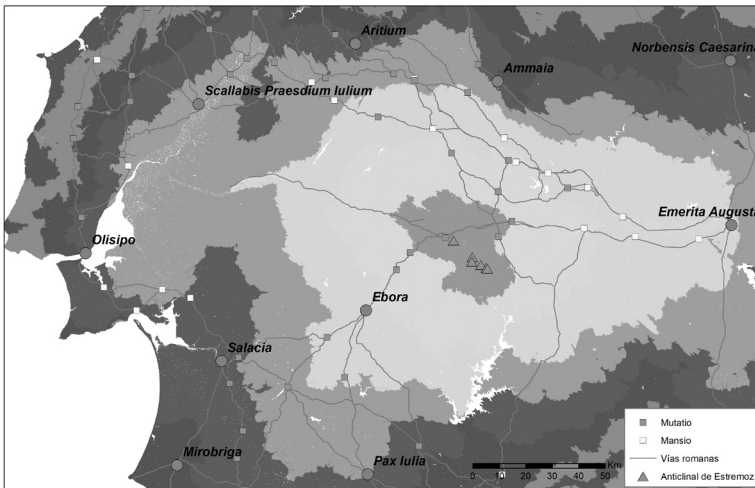 Aritium
Norbensis Caesarina
Ammaia
Scallabis Praesdium Iulium
Emerita Augusta
Olisipo
Ebora
Salacia
Mirobriga
Pax Iulia
Mutatio
Mansio
Vías romanas
Anticlinal de Estremoz
Km
0 10 20 30 40 50